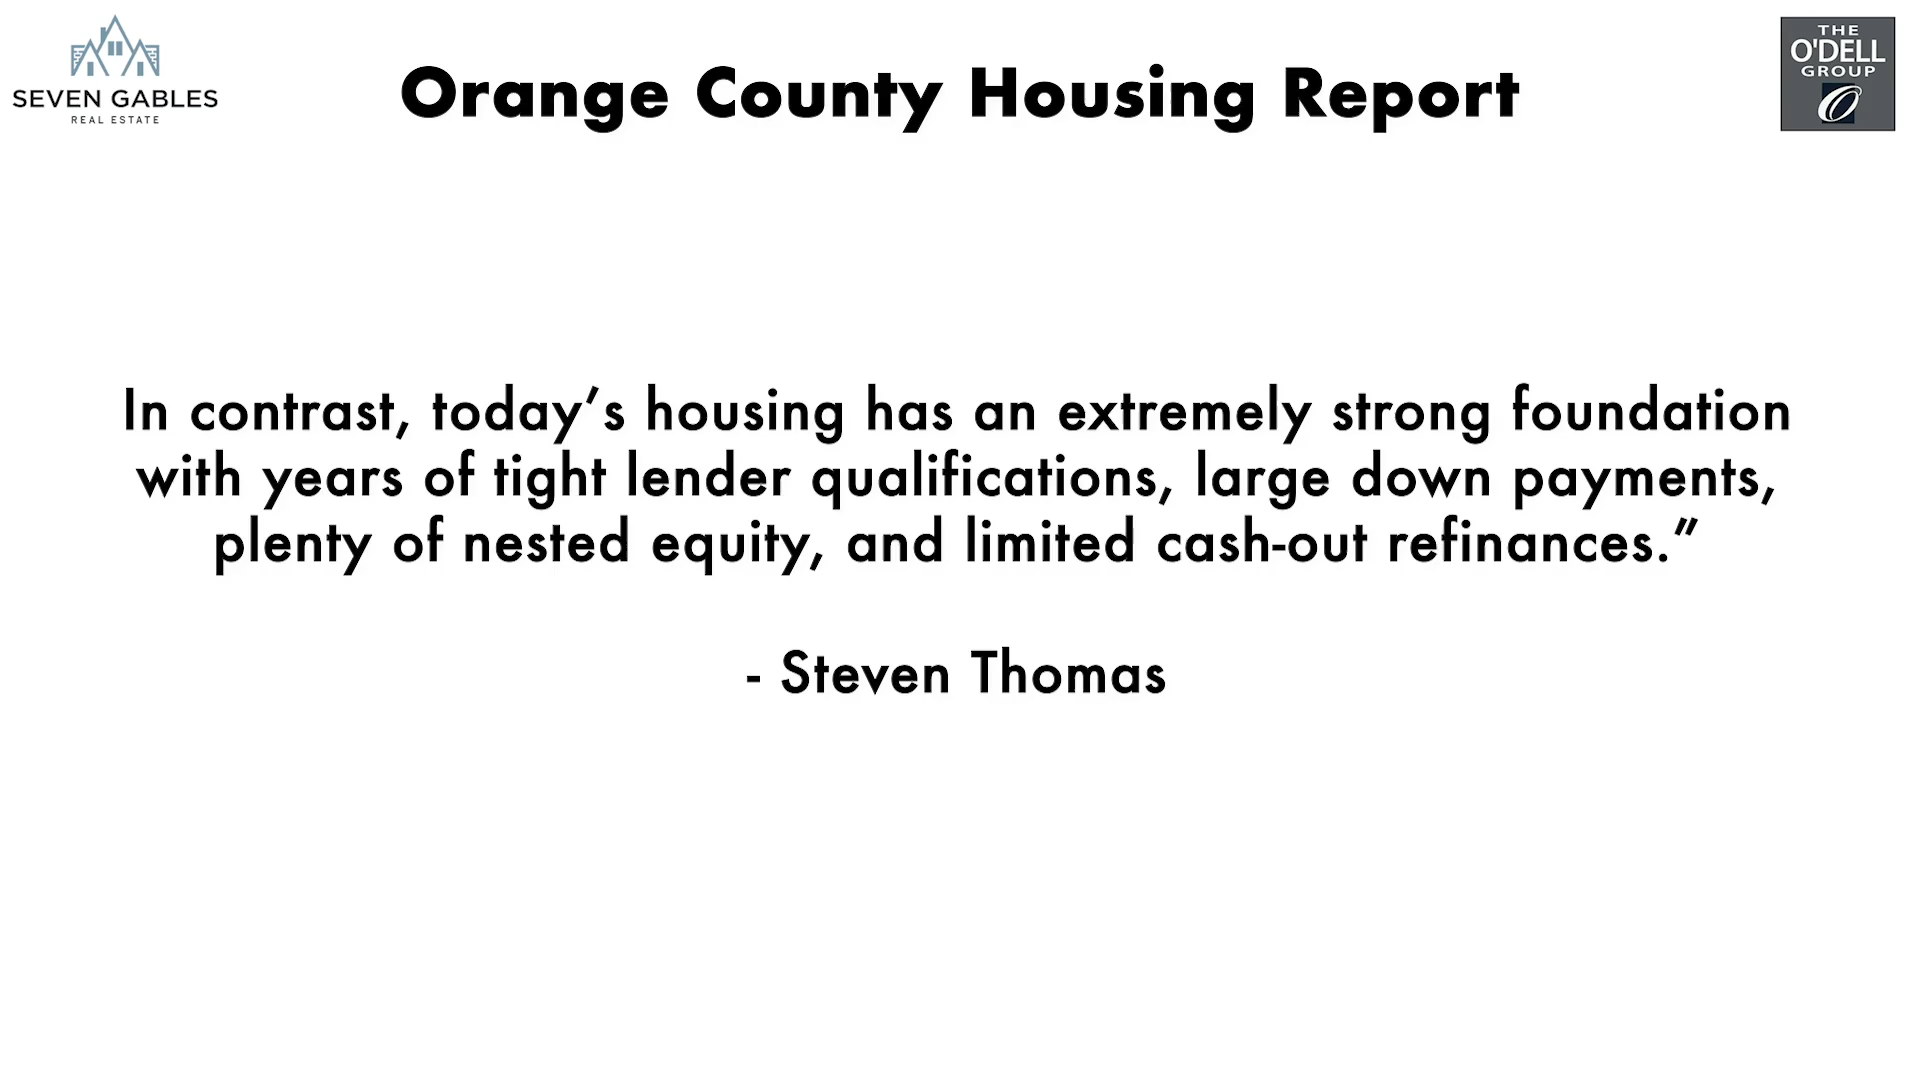 SEVEN GABLES
REAL ESTATE
Orange County Housing Report
THE
O'DELL
GROUP
O
In contrast, today’s housing has an extremely strong foundation
with years of tight lender qualifications, large down payments,
plenty of nested equity, and limited cash-out refinances.”
- Steven Thomas